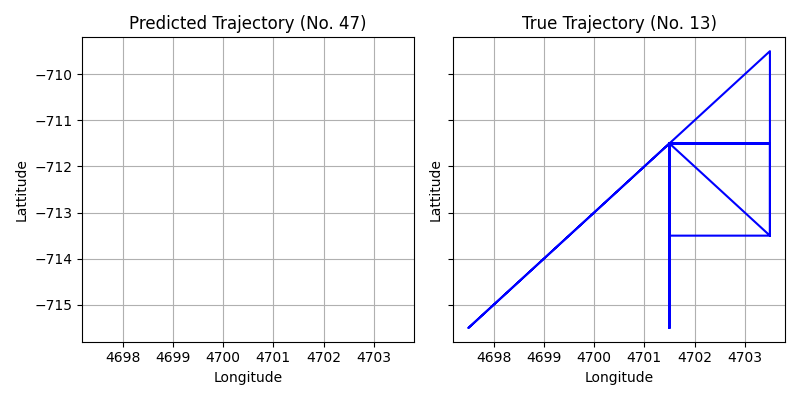 Predicted Trajectory (No. 47)
True Trajectory (No. 13)
−710
−711
−712
−713
−714
−715
Lattitude
Lattitude
4698 4699 4700 4701 4702 4703
4698 4699 4700 4701 4702 4703
Longitude
Longitude